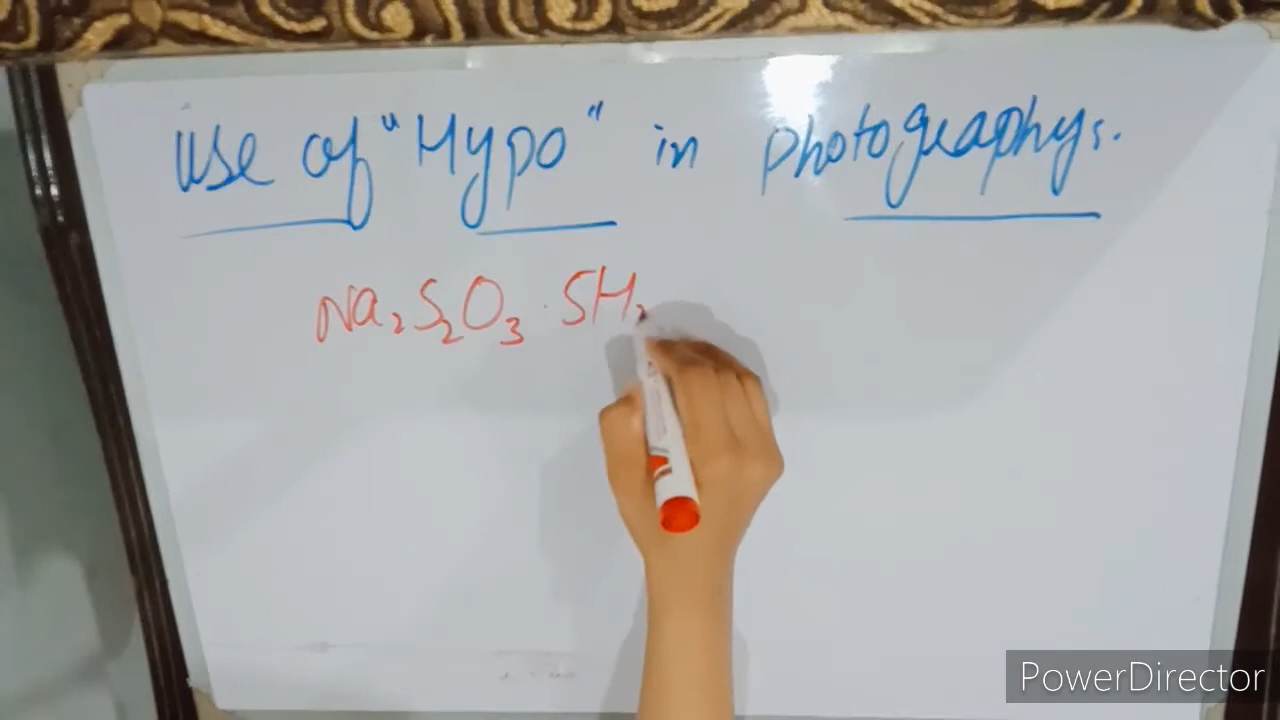 Use of "Hypo" in photography.
Na₂S₂O₃·5H₂
PowerDirector